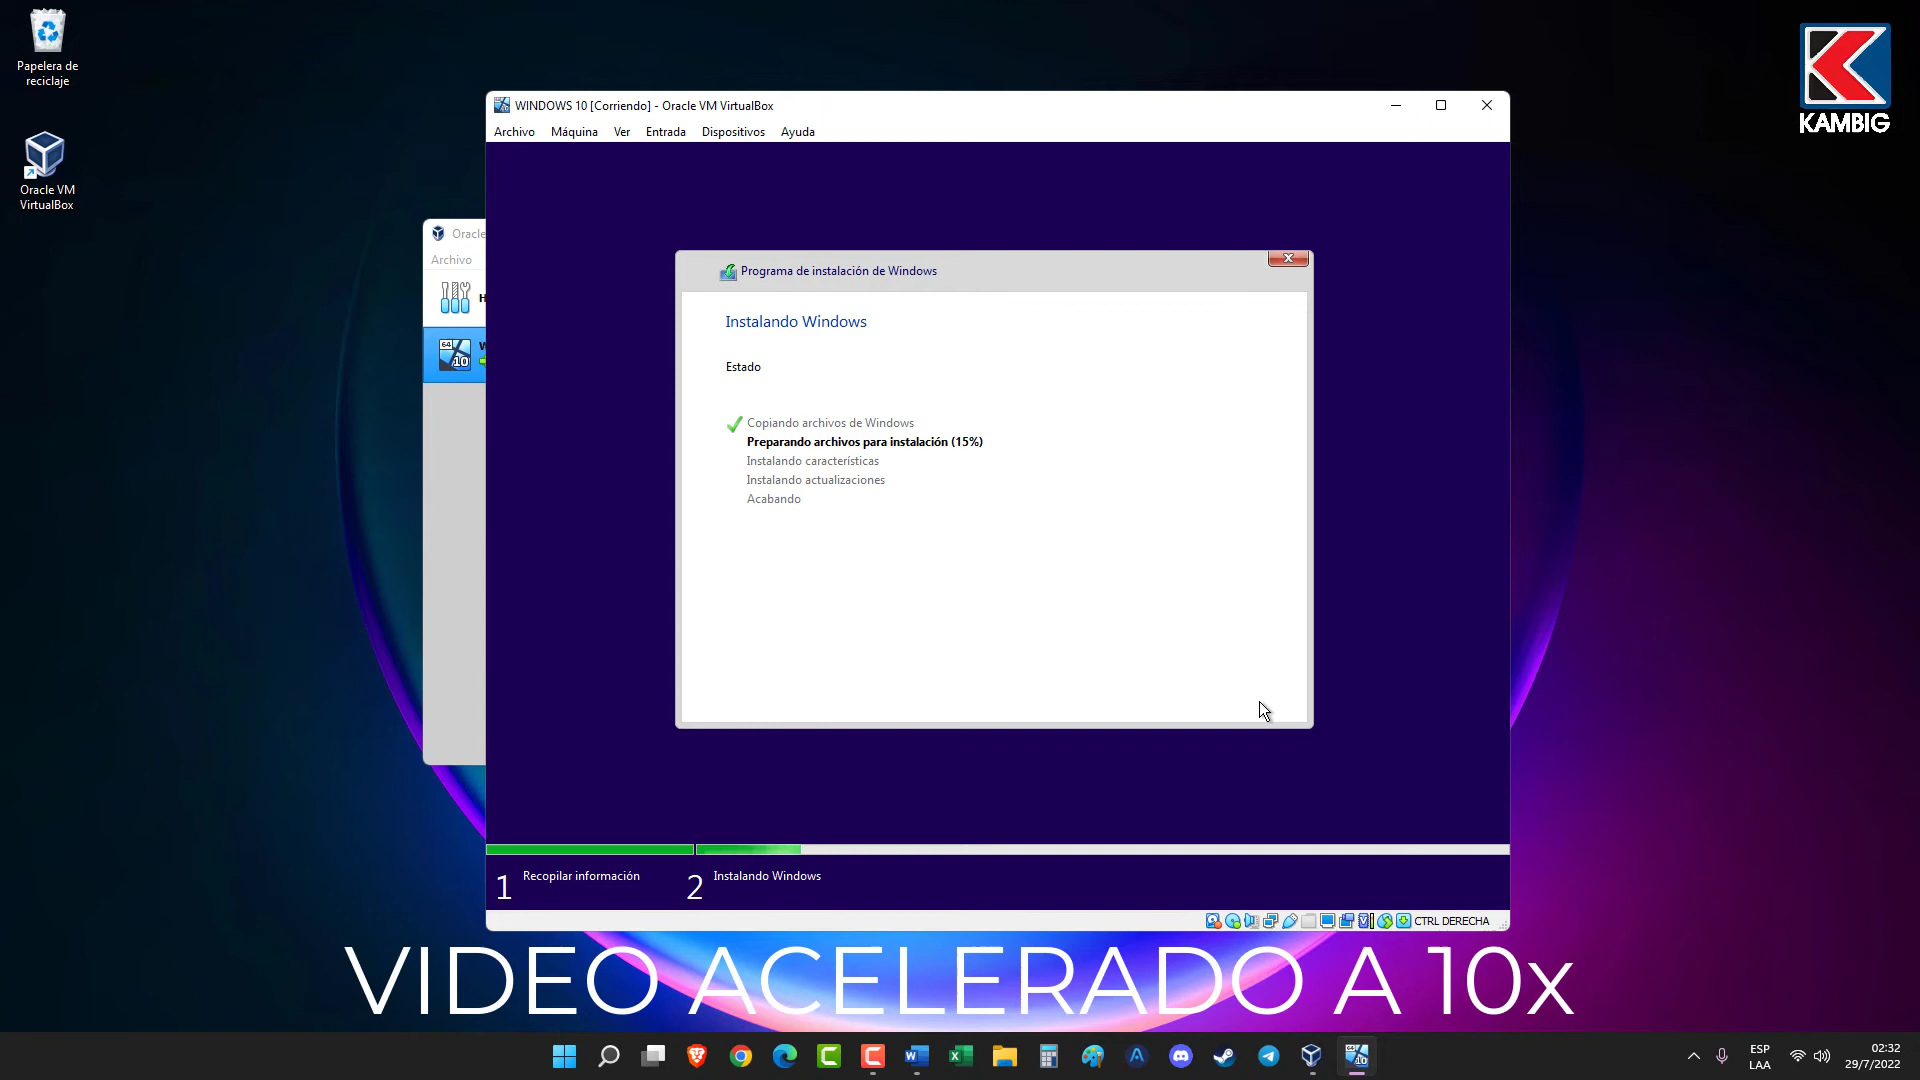 Papelera de
reciclaje
Oracle VM
VirtualBox
KAMBIG
WINDOWS 10 [Corriendo] - Oracle VM VirtualBox
Archivo Máquina Ver Entrada Dispositivos Ayuda
Oracle
Archivo
64
10
Programa de instalación de Windows
Instalando Windows
Estado
Copiando archivos de Windows
Preparando archivos para instalación (15%)
Instalando características
Instalando actualizaciones
Acabando
1 Recopilar información 2 Instalando Windows
CTRL DERECHA
VIDEO ACELERADO A 10x
ESP
LAA
02:32
29/7/2022